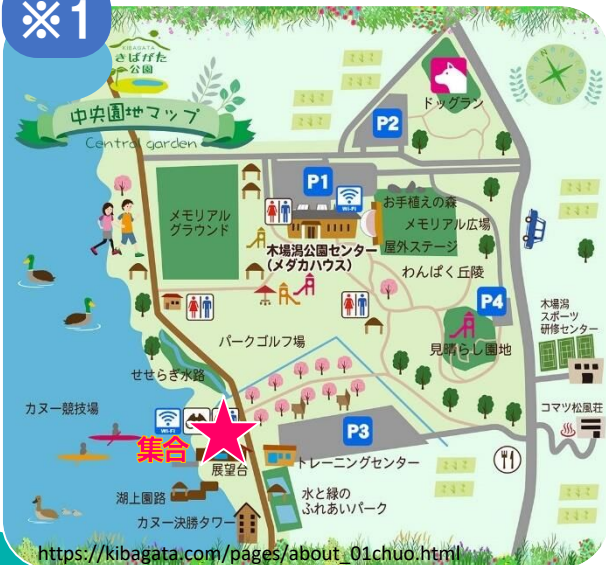 ※1
KIBAGATA
きばがた
公園
中央園地マップ
Central garden
N
ドッグラン
P2
P1
Wi-Fi
お手植えの森
メモリアル広場
屋外ステージ
メモリアル
グラウンド
木場潟公園センター
(メダカハウス)
わんぱく丘陵
P4
木場潟
スポーツ
研修センター
見晴らし園地
パークゴルフ場
せせらぎ水路
カヌー競技場
Wi-Fi
コマツ松風荘
P3
集合
展望台
トレーニングセンター
湖上園路
水と緑の
ふれあいパーク
カヌー決勝タワー
https://kibagata.com/pages/about_01chuo.html